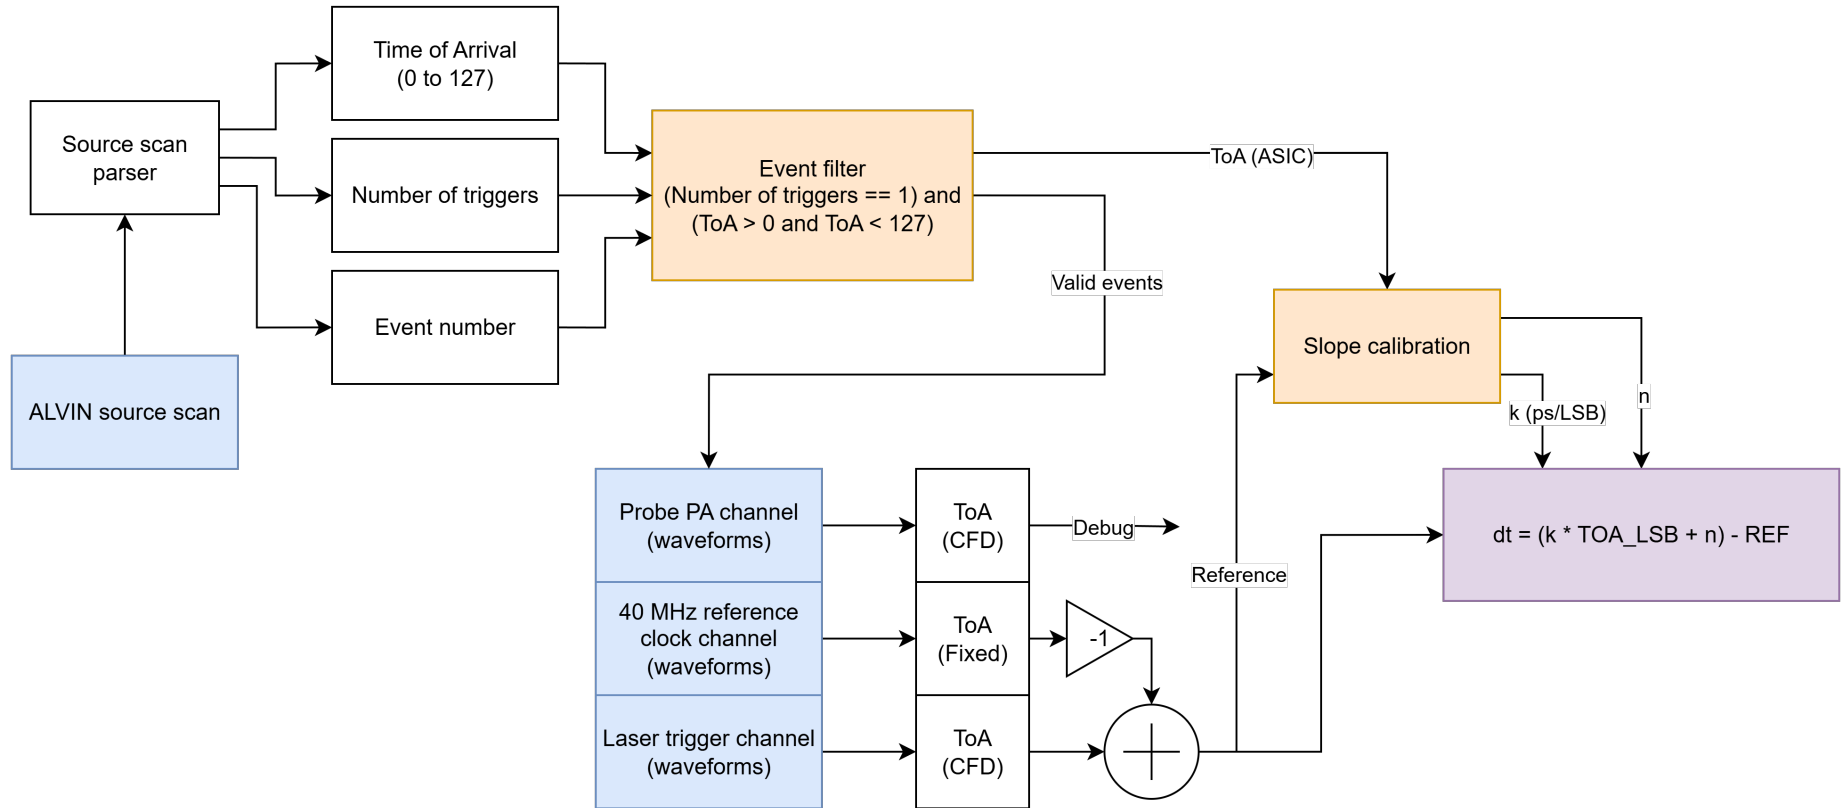 Time of Arrival
(0 to 127)
Source scan
parser
Number of triggers
Event number
ALVIN source scan
Event filter
(Number of triggers == 1) and
(ToA > 0 and ToA < 127)
ToA (ASIC)
Valid events
Slope calibration
k (ps/LSB)
n
Probe PA channel
(waveforms)
ToA
(CFD)
Debug
40 MHz reference
clock channel
(waveforms)
ToA
(Fixed)
-1
Laser trigger channel
(waveforms)
ToA
(CFD)
Reference
dt = (k * TOA_LSB + n) - REF